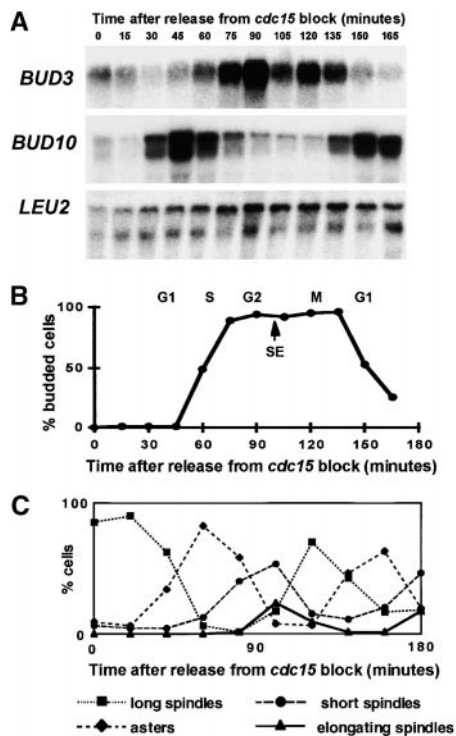 A
Time after release from cdc15 block (minutes)
0 15 30 45 60 75 90 105 120 135 150 165
BUD3
BUD10
LEU2
B
% budded cells
100
50
0
G1 S G2 M G1
SE
0 30 60 90 120 150 180
Time after release from cdc15 block (minutes)
C
% cells
100
0
0 90 180
Time after release from cdc15 block (minutes)
long spindles
short spindles
asters
elongating spindles